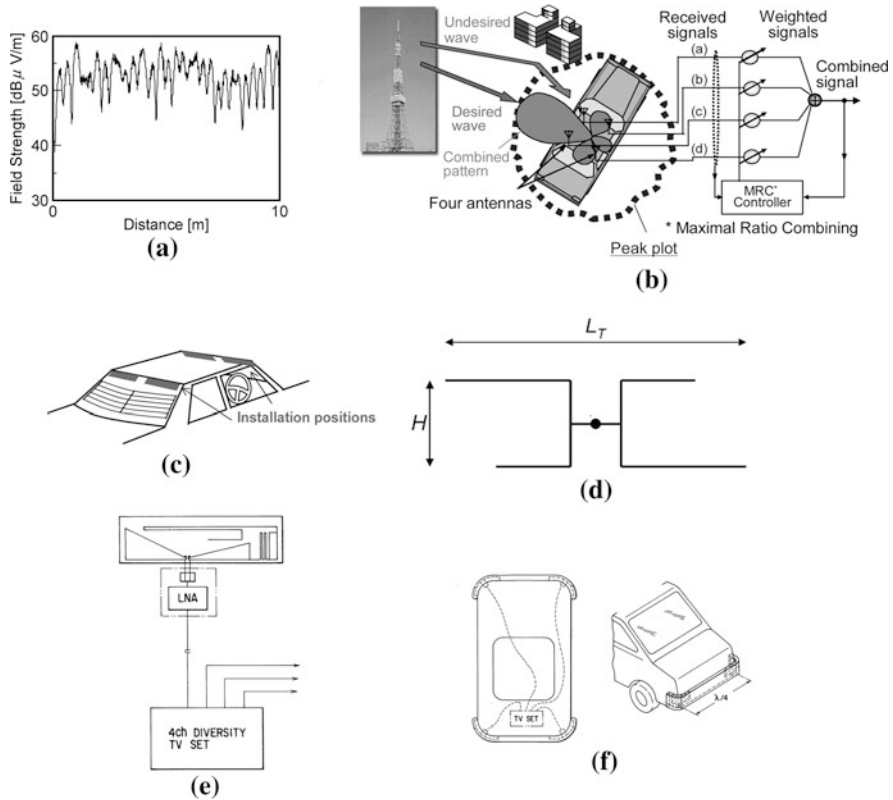 Field Strength [dBμ V/m]
60
50
40
30
0
10
Distance [m]
(a)
Undesired wave
Desired wave
Combined pattern
Four antennas
Peak plot
Received signals
Weighted signals
(a)
(b)
(c)
(d)
Combined signal
MRC*
Controller
* Maximal Ratio Combining
(b)
Installation positions
(c)
L_T
H
(d)
LNA
4ch DIVERSITY
TV SET
(e)
TV SET
λ/4
(f)